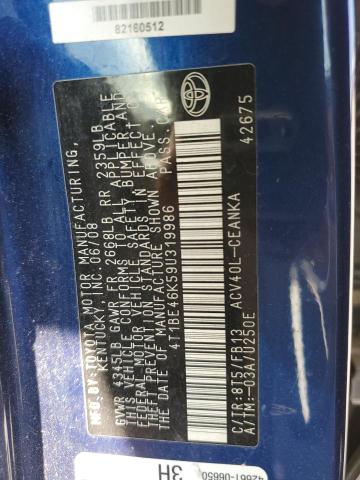 82160512
MFD.BY:TOYOTA MOTOR MANUFACTURING,
KENTUCKY, INC. 06/08
GVWR 4345LB GAWR FR 2668LB RR 2359LB
THIS VEHICLE CONFORMS TO ALL APPLICABLE
FEDERAL MOTOR VEHICLE SAFETY, BUMPER, AND
THEFT PREVENTION STANDARDS IN EFFECT ON THE
DATE OF MANUFACTURE SHOWN ABOVE.
4T1BE46K59U319986 PASS. CAR
ACV40L-CEANKA
C/TR:8T5/FB13
A/TM:-03A/U250E 42675
42661-06650
3H